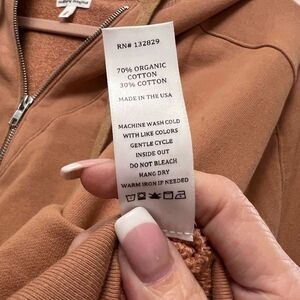 RN# 132829
70% ORGANIC
COTTON
30% COTTON
MADE IN THE USA
MACHINE WASH COLD
WITH LIKE COLORS
GENTLE CYCLE
INSIDE OUT
DO NOT BLEACH
HANG DRY
WARM IRON IF NEEDED